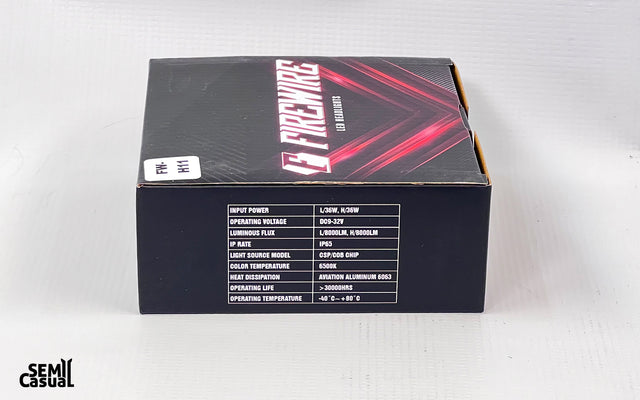 FIREWIRE
LED HEADLIGHTS
FW-
H11
INPUT POWER L/36W, H/36W
OPERATING VOLTAGE DC9-32V
LUMINOUS FLUX L/8000LM, H/8000LM
IP RATE IP65
LIGHT SOURCE MODEL CSP/COB CHIP
COLOR TEMPERATURE 6500K
HEAT DISSIPATION AVIATION ALUMINUM 6063
OPERATING LIFE >30000HRS
OPERATING TEMPERATURE -40°C~+80°C
SEMI
CASUAL